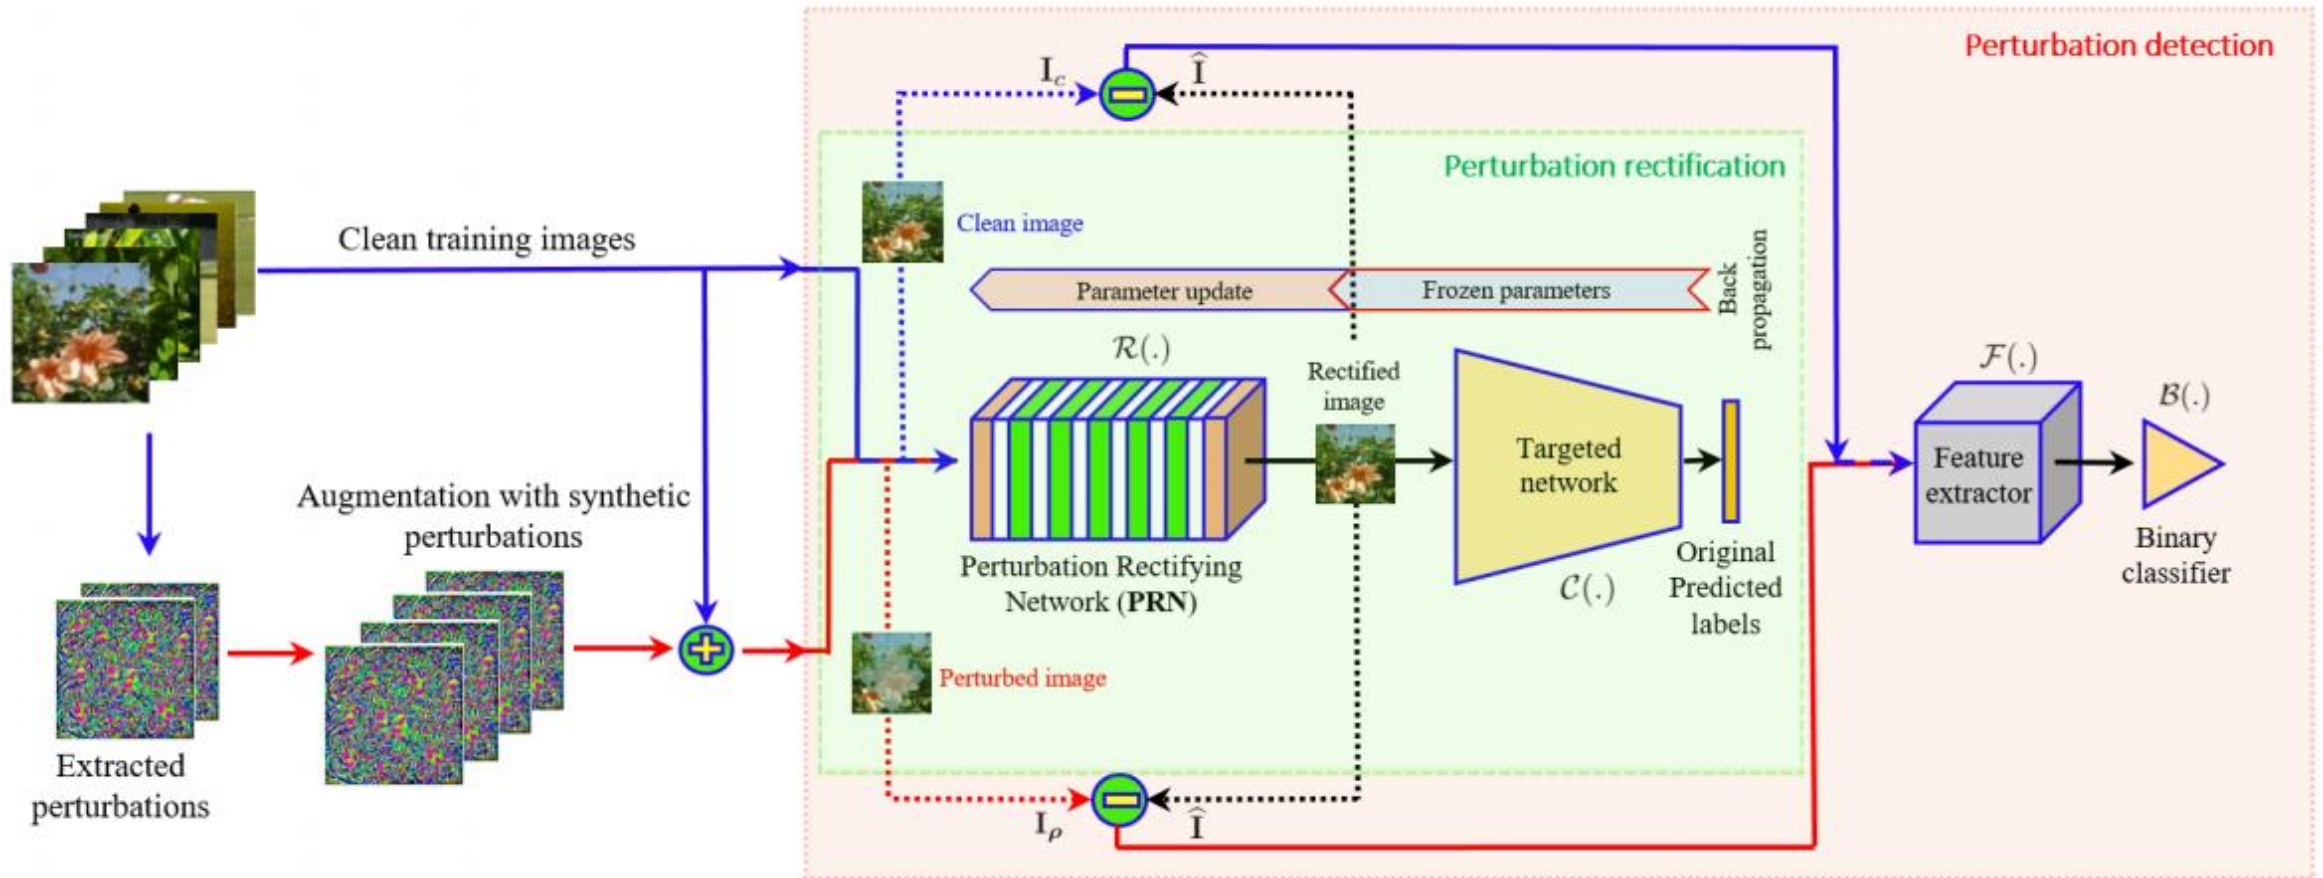 Perturbation detection
I_c
Î
Perturbation rectification
Clean image
Clean training images
Back
propagation
Parameter update
Frozen parameters
R(.)
Rectified
image
F(.)
B(.)
Targeted
network
Feature
extractor
Augmentation with synthetic
perturbations
Perturbation Rectifying
Network (PRN)
C(.)
Original
Predicted
labels
Binary
classifier
Perturbed image
Extracted
perturbations
I_ρ
Î